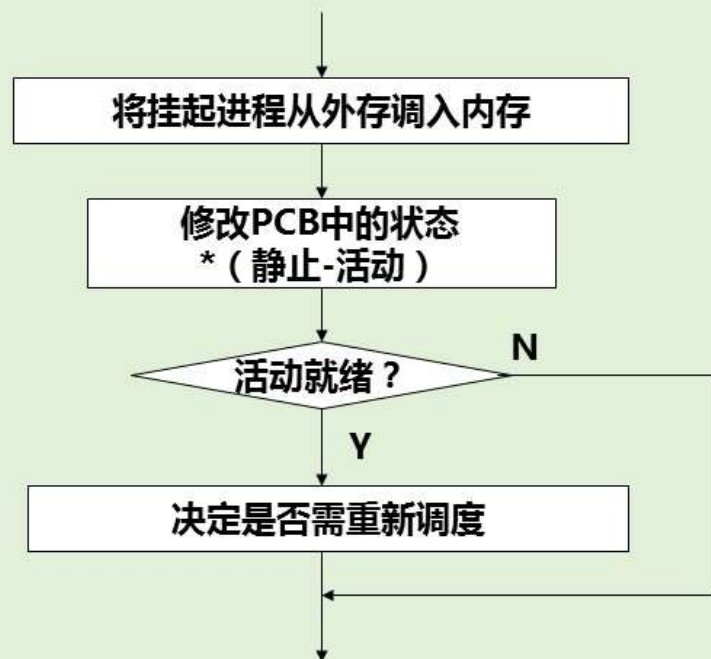 将挂起进程从外存调入内存
修改PCB中的状态
*（静止-活动）
活动就绪？
N
Y
决定是否需重新调度